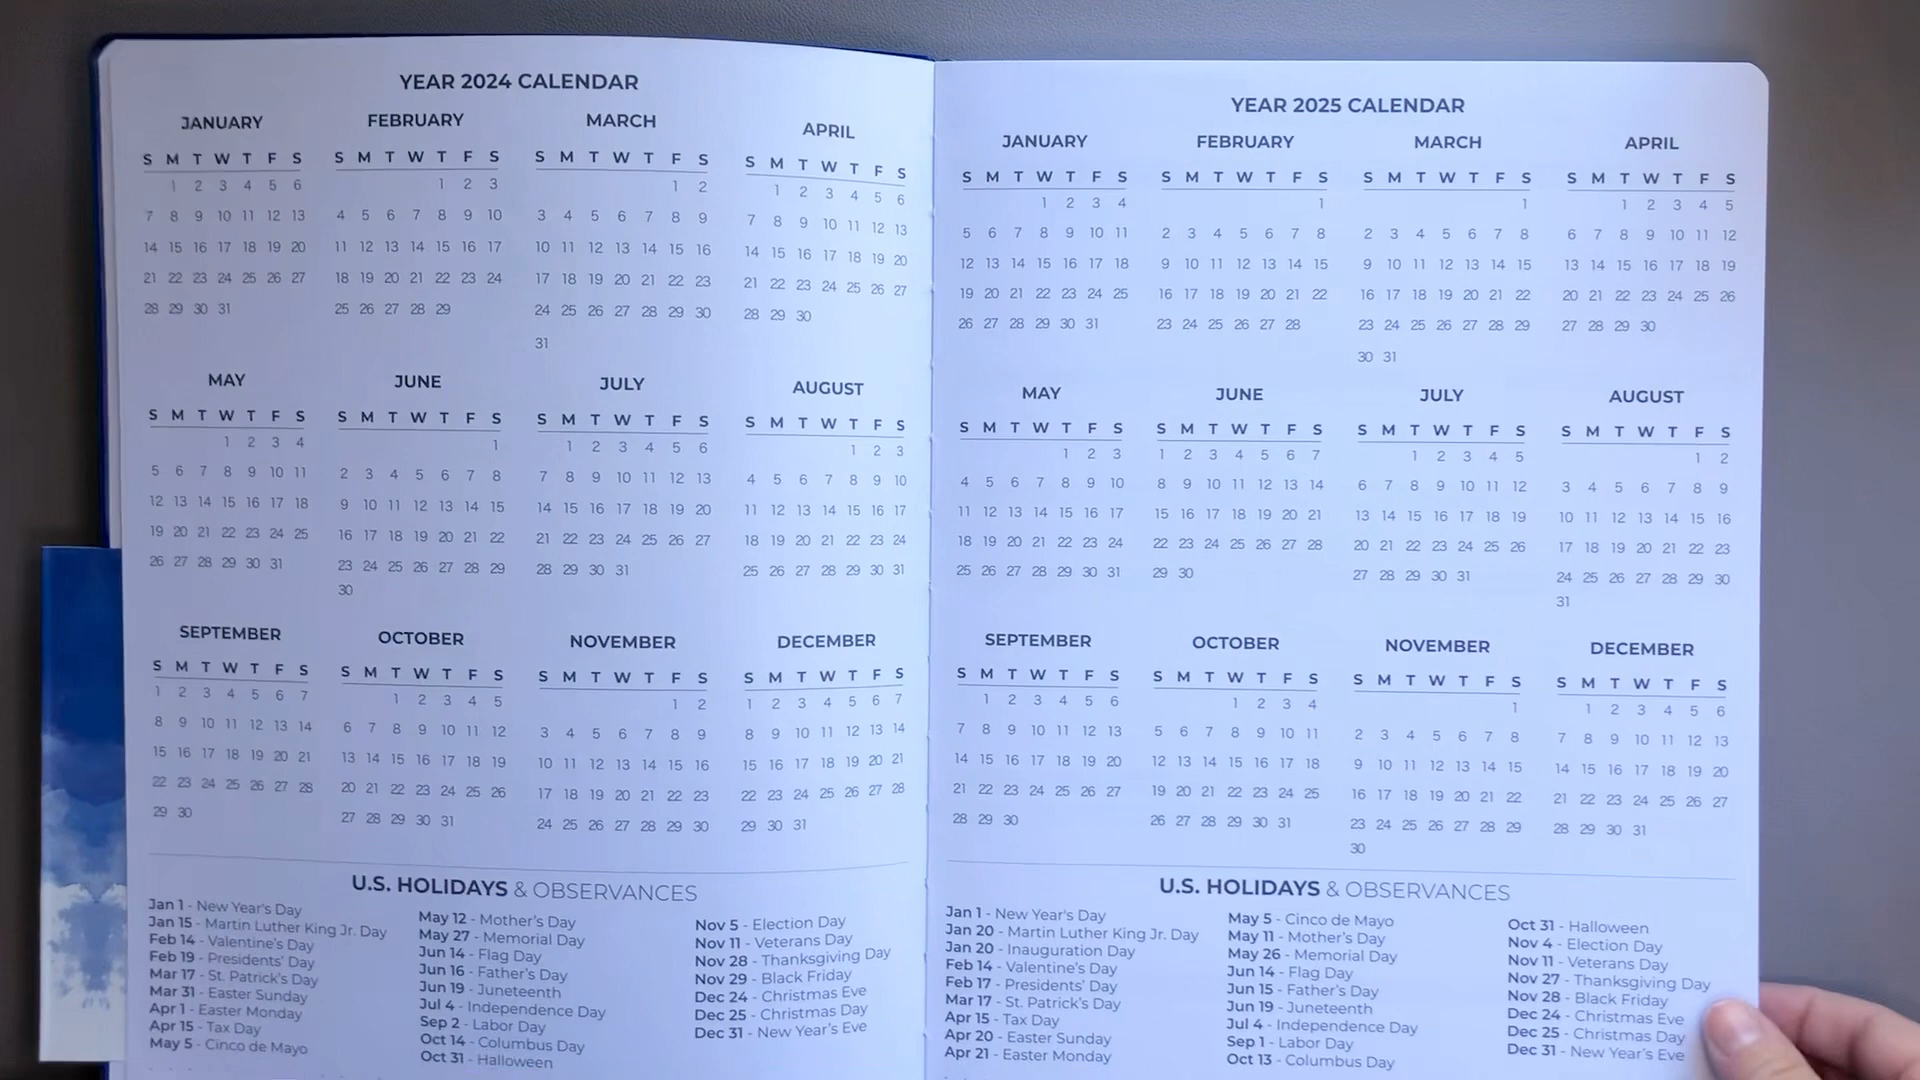 YEAR 2024 CALENDAR
JANUARY
S M T W T F S
1 2 3 4 5 6
7 8 9 10 11 12 13
14 15 16 17 18 19 20
21 22 23 24 25 26 27
28 29 30 31
FEBRUARY
S M T W T F S
1 2 3
4 5 6 7 8 9 10
11 12 13 14 15 16 17
18 19 20 21 22 23 24
25 26 27 28 29
MARCH
S M T W T F S
1 2
3 4 5 6 7 8 9
10 11 12 13 14 15 16
17 18 19 20 21 22 23
24 25 26 27 28 29 30
31
APRIL
S M T W T F S
1 2 3 4 5 6
7 8 9 10 11 12 13
14 15 16 17 18 19 20
21 22 23 24 25 26 27
28 29 30
MAY
S M T W T F S
1 2 3 4
5 6 7 8 9 10 11
12 13 14 15 16 17 18
19 20 21 22 23 24 25
26 27 28 29 30 31
JUNE
S M T W T F S
1
2 3 4 5 6 7 8
9 10 11 12 13 14 15
16 17 18 19 20 21 22
23 24 25 26 27 28 29
30
JULY
S M T W T F S
1 2 3 4 5 6
7 8 9 10 11 12 13
14 15 16 17 18 19 20
21 22 23 24 25 26 27
28 29 30 31
AUGUST
S M T W T F S
1 2 3
4 5 6 7 8 9 10
11 12 13 14 15 16 17
18 19 20 21 22 23 24
25 26 27 28 29 30 31
SEPTEMBER
S M T W T F S
1 2 3 4 5 6 7
8 9 10 11 12 13 14
15 16 17 18 19 20 21
22 23 24 25 26 27 28
29 30
OCTOBER
S M T W T F S
1 2 3 4 5
6 7 8 9 10 11 12
13 14 15 16 17 18 19
20 21 22 23 24 25 26
27 28 29 30 31
NOVEMBER
S M T W T F S
1 2
3 4 5 6 7 8 9
10 11 12 13 14 15 16
17 18 19 20 21 22 23
24 25 26 27 28 29 30
DECEMBER
S M T W T F S
1 2 3 4 5 6 7
8 9 10 11 12 13 14
15 16 17 18 19 20 21
22 23 24 25 26 27 28
29 30 31
U.S. HOLIDAYS & OBSERVANCES
Jan 1 - New Year's Day
Jan 15 - Martin Luther King Jr. Day
Feb 14 - Valentine's Day
Feb 19 - Presidents' Day
Mar 17 - St. Patrick's Day
Mar 31 - Easter Sunday
Apr 1 - Easter Monday
Apr 15 - Tax Day
May 5 - Cinco de Mayo
May 12 - Mother's Day
May 27 - Memorial Day
Jun 14 - Flag Day
Jun 16 - Father's Day
Jun 19 - Juneteenth
Jul 4 - Independence Day
Sep 2 - Labor Day
Oct 14 - Columbus Day
Oct 31 - Halloween
Nov 5 - Election Day
Nov 11 - Veterans Day
Nov 28 - Thanksgiving Day
Nov 29 - Black Friday
Dec 24 - Christmas Eve
Dec 25 - Christmas Day
Dec 31 - New Year's Eve
YEAR 2025 CALENDAR
JANUARY
S M T W T F S
1 2 3 4
5 6 7 8 9 10 11
12 13 14 15 16 17 18
19 20 21 22 23 24 25
26 27 28 29 30 31
FEBRUARY
S M T W T F S
1
2 3 4 5 6 7 8
9 10 11 12 13 14 15
16 17 18 19 20 21 22
23 24 25 26 27 28
MARCH
S M T W T F S
1
2 3 4 5 6 7 8
9 10 11 12 13 14 15
16 17 18 19 20 21 22
23 24 25 26 27 28 29
30 31
APRIL
S M T W T F S
1 2 3 4 5
6 7 8 9 10 11 12
13 14 15 16 17 18 19
20 21 22 23 24 25 26
27 28 29 30
MAY
S M T W T F S
1 2 3
4 5 6 7 8 9 10
11 12 13 14 15 16 17
18 19 20 21 22 23 24
25 26 27 28 29 30 31
JUNE
S M T W T F S
1 2 3 4 5 6 7
8 9 10 11 12 13 14
15 16 17 18 19 20 21
22 23 24 25 26 27 28
29 30
JULY
S M T W T F S
1 2 3 4 5
6 7 8 9 10 11 12
13 14 15 16 17 18 19
20 21 22 23 24 25 26
27 28 29 30 31
AUGUST
S M T W T F S
1 2
3 4 5 6 7 8 9
10 11 12 13 14 15 16
17 18 19 20 21 22 23
24 25 26 27 28 29 30
31
SEPTEMBER
S M T W T F S
1 2 3 4 5 6
7 8 9 10 11 12 13
14 15 16 17 18 19 20
21 22 23 24 25 26 27
28 29 30
OCTOBER
S M T W T F S
1 2 3 4
5 6 7 8 9 10 11
12 13 14 15 16 17 18
19 20 21 22 23 24 25
26 27 28 29 30 31
NOVEMBER
S M T W T F S
1
2 3 4 5 6 7 8
9 10 11 12 13 14 15
16 17 18 19 20 21 22
23 24 25 26 27 28 29
30
DECEMBER
S M T W T F S
1 2 3 4 5 6
7 8 9 10 11 12 13
14 15 16 17 18 19 20
21 22 23 24 25 26 27
28 29 30 31
U.S. HOLIDAYS & OBSERVANCES
Jan 1 - New Year's Day
Jan 20 - Martin Luther King Jr. Day
Jan 20 - Inauguration Day
Feb 14 - Valentine's Day
Feb 17 - Presidents' Day
Mar 17 - St. Patrick's Day
Apr 15 - Tax Day
Apr 20 - Easter Sunday
Apr 21 - Easter Monday
May 5 - Cinco de Mayo
May 11 - Mother's Day
May 26 - Memorial Day
Jun 14 - Flag Day
Jun 15 - Father's Day
Jun 19 - Juneteenth
Jul 4 - Independence Day
Sep 1 - Labor Day
Oct 13 - Columbus Day
Oct 31 - Halloween
Nov 4 - Election Day
Nov 11 - Veterans Day
Nov 27 - Thanksgiving Day
Nov 28 - Black Friday
Dec 24 - Christmas Eve
Dec 25 - Christmas Day
Dec 31 - New Year's Eve